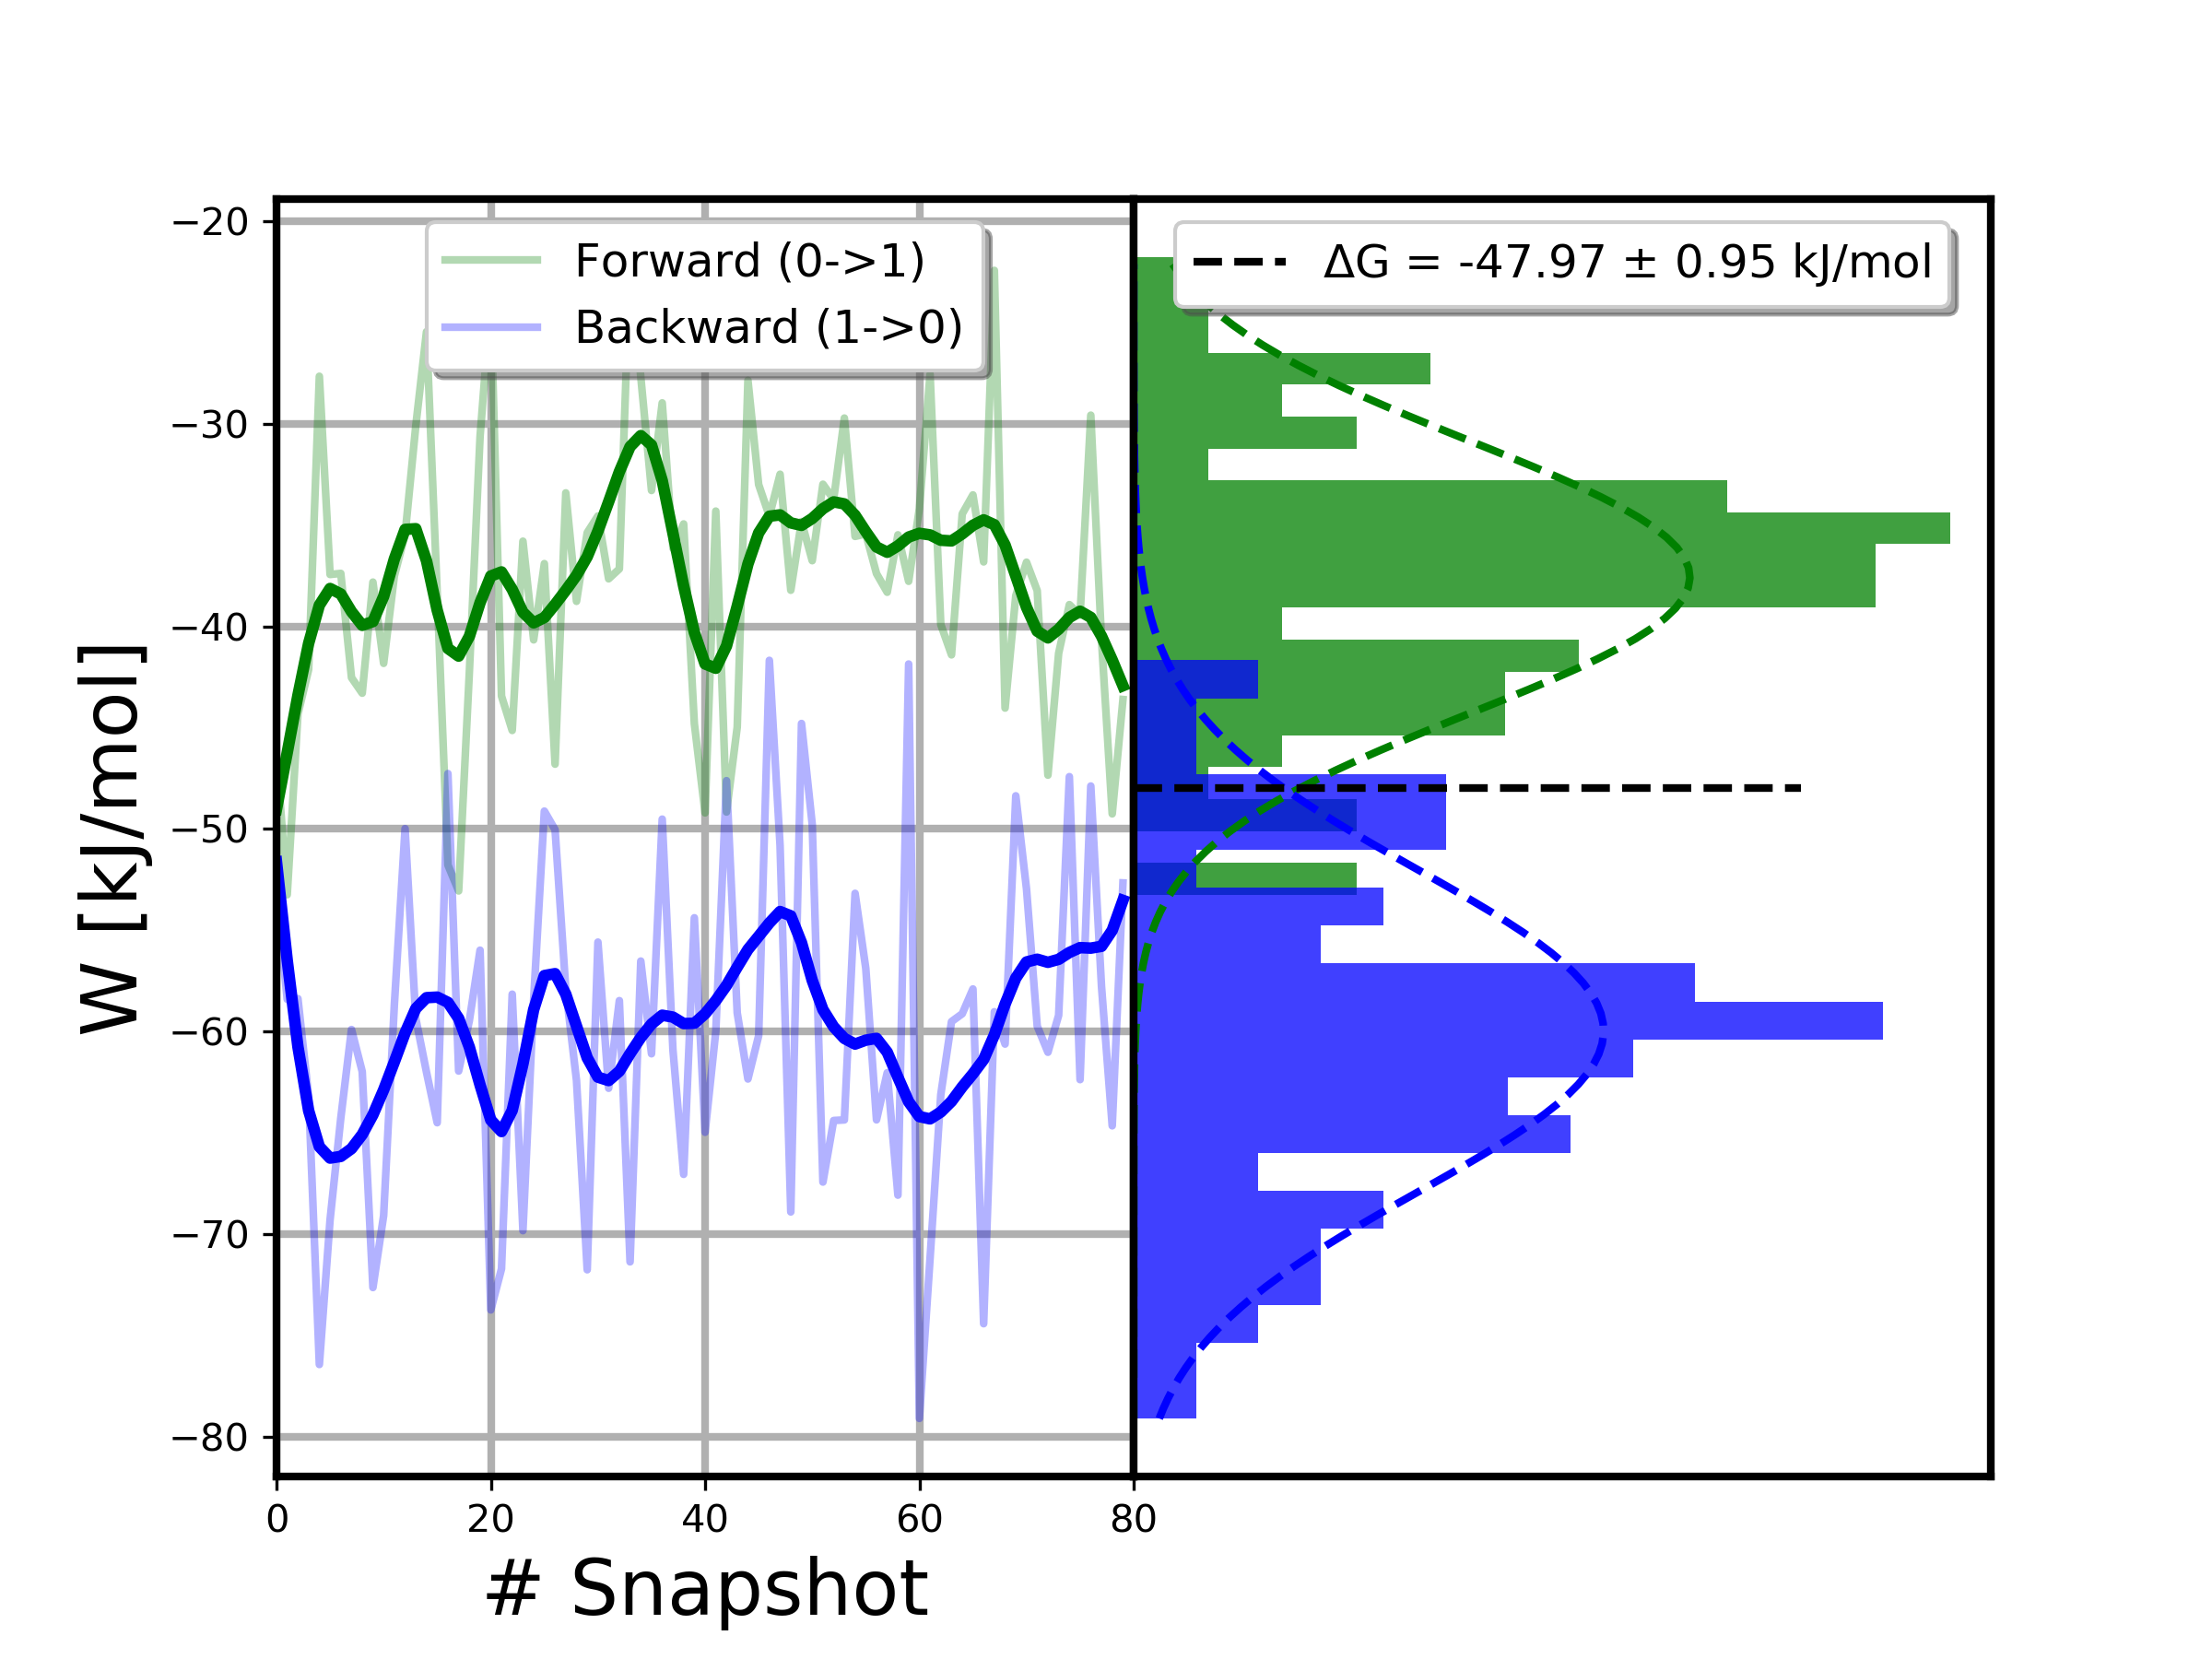 Forward (0->1)
Backward (1->0)
ΔG = -47.97 ± 0.95 kJ/mol
W [kJ/mol]
−20
−30
−40
−50
−60
−70
−80
0 20 40 60 80
# Snapshot